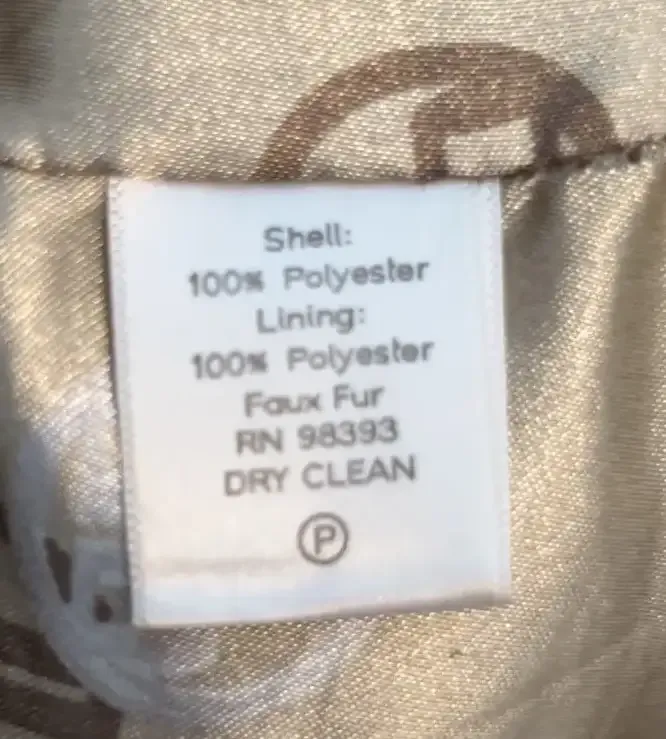 Shell:
100% Polyester
Lining:
100% Polyester
Faux Fur
RN 98393
DRY CLEAN
P